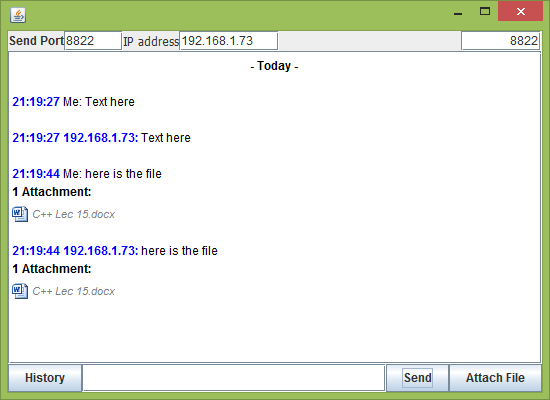 Send Port 8822 IP address 192.168.1.73 8822
- Today -
21:19:27 Me: Text here
21:19:27 192.168.1.73: Text here
21:19:44 Me: here is the file
1 Attachment:
C++ Lec 15.docx
21:19:44 192.168.1.73: here is the file
1 Attachment:
C++ Lec 15.docx
History Send Attach File